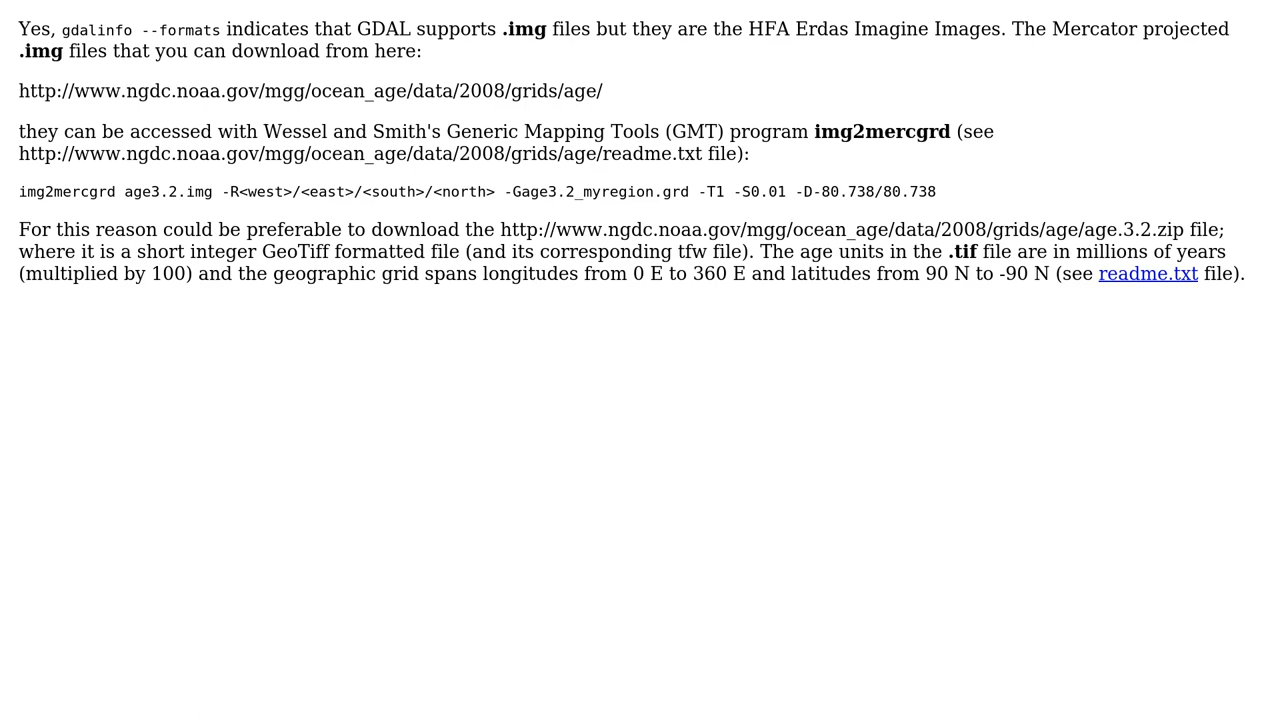 Yes, gdalinfo --formats indicates that GDAL supports .img files but they are the HFA Erdas Imagine Images. The Mercator projected
.img files that you can download from here:
http://www.ngdc.noaa.gov/mgg/ocean_age/data/2008/grids/age/
they can be accessed with Wessel and Smith's Generic Mapping Tools (GMT) program img2mercgrd (see
http://www.ngdc.noaa.gov/mgg/ocean_age/data/2008/grids/age/readme.txt file):
img2mercgrd age3.2.img -R<west>/<east>/<south>/<north> -Gage3.2_myregion.grd -T1 -S0.01 -D-80.738/80.738
For this reason could be preferable to download the http://www.ngdc.noaa.gov/mgg/ocean_age/data/2008/grids/age/age.3.2.zip file;
where it is a short integer GeoTiff formatted file (and its corresponding tfw file). The age units in the .tif file are in millions of years
(multiplied by 100) and the geographic grid spans longitudes from 0 E to 360 E and latitudes from 90 N to -90 N (see readme.txt file).